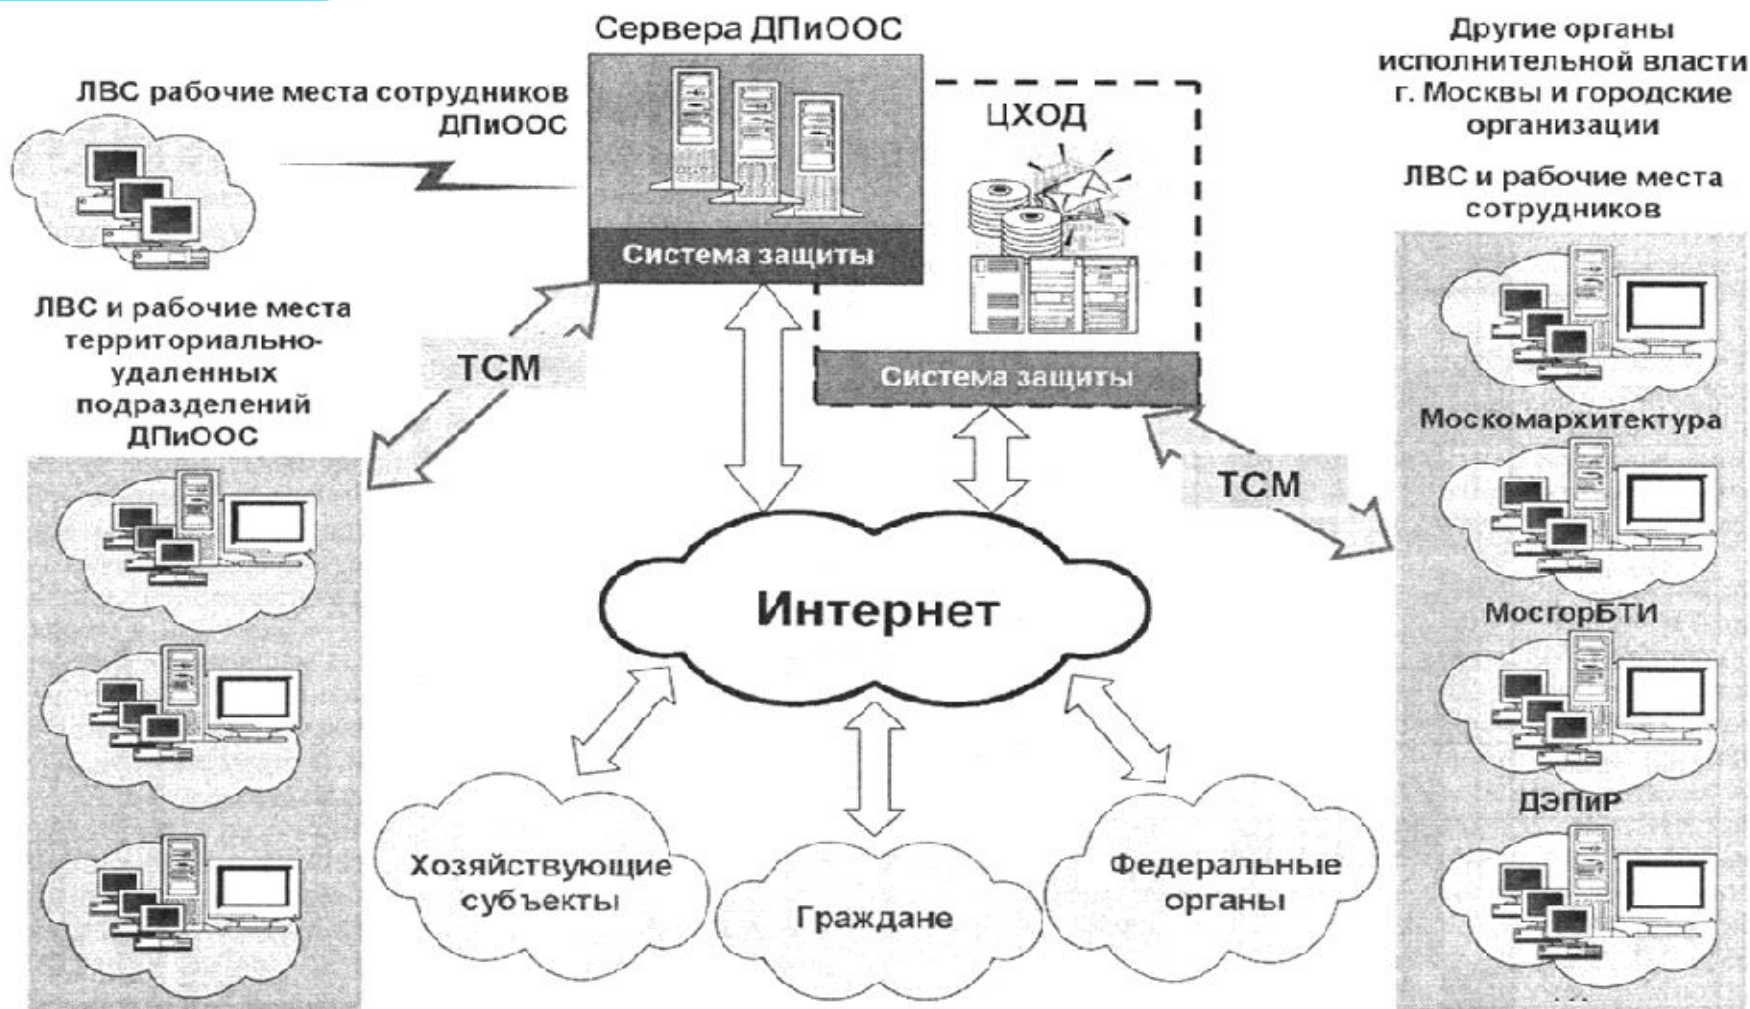 Сервера ДПиООС
Другие органы
исполнительной власти
г. Москвы и городские
организации
ЛВС рабочие места сотрудников
ДПиООС
ЦХОД
ЛВС и рабочие места
сотрудников
Система защиты
ЛВС и рабочие места
территориально-
удаленных
подразделений
ДПиООС
ТСМ
Система защиты
Москомархитектура
ТСМ
Интернет
МосгорБТИ
ДЭПиР
Хозяйствующие
субъекты
Граждане
Федеральные
органы
...